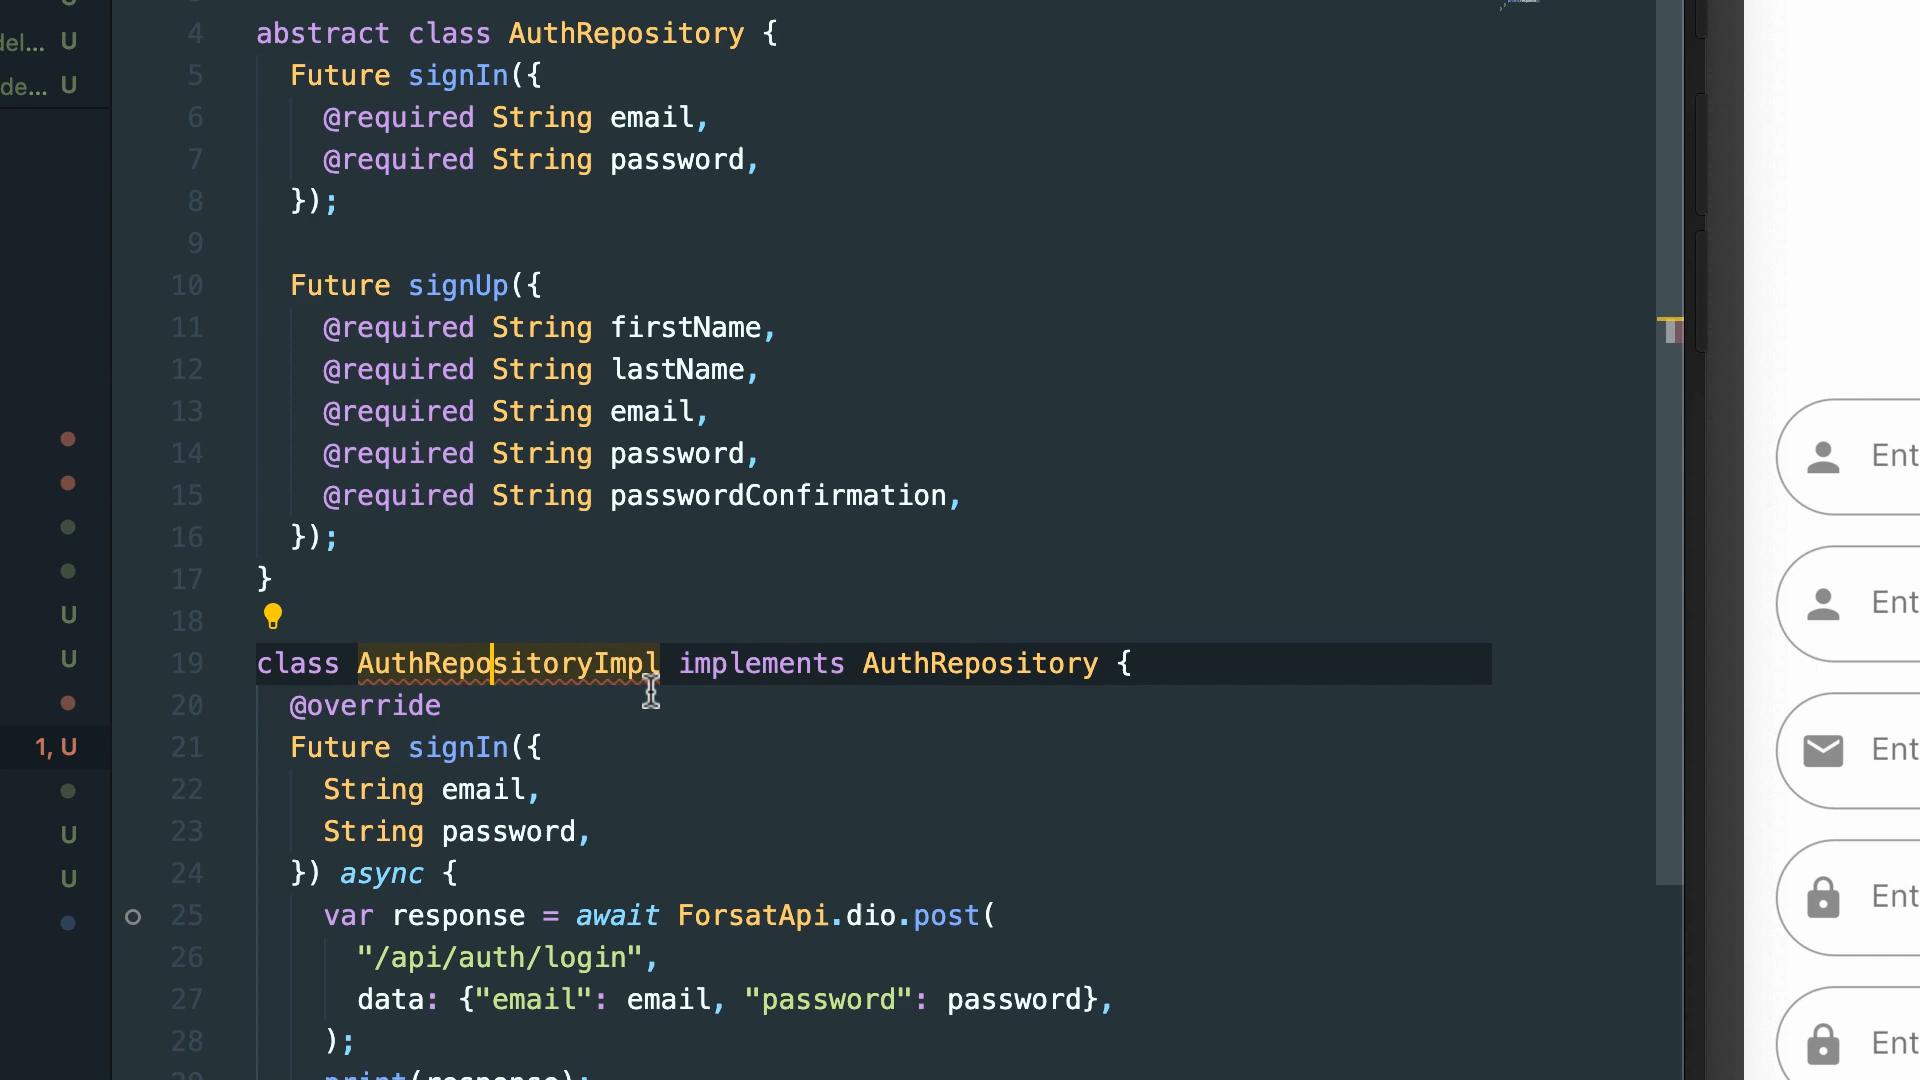 del... U
de... U
1, U
U
U
U
U
4 abstract class AuthRepository {
5 Future signIn({
6 @required String email,
7 @required String password,
8 });
9
10 Future signUp({
11 @required String firstName,
12 @required String lastName,
13 @required String email,
14 @required String password,
15 @required String passwordConfirmation,
16 });
17 }
18
19 class AuthRepositoryImpl implements AuthRepository {
20 @override
21 Future signIn({
22 String email,
23 String password,
24 }) async {
25 var response = await ForsatApi.dio.post(
26 "/api/auth/login",
27 data: {"email": email, "password": password},
28 );
print(response);
Ent
Ent
Ent
Ent
Ent